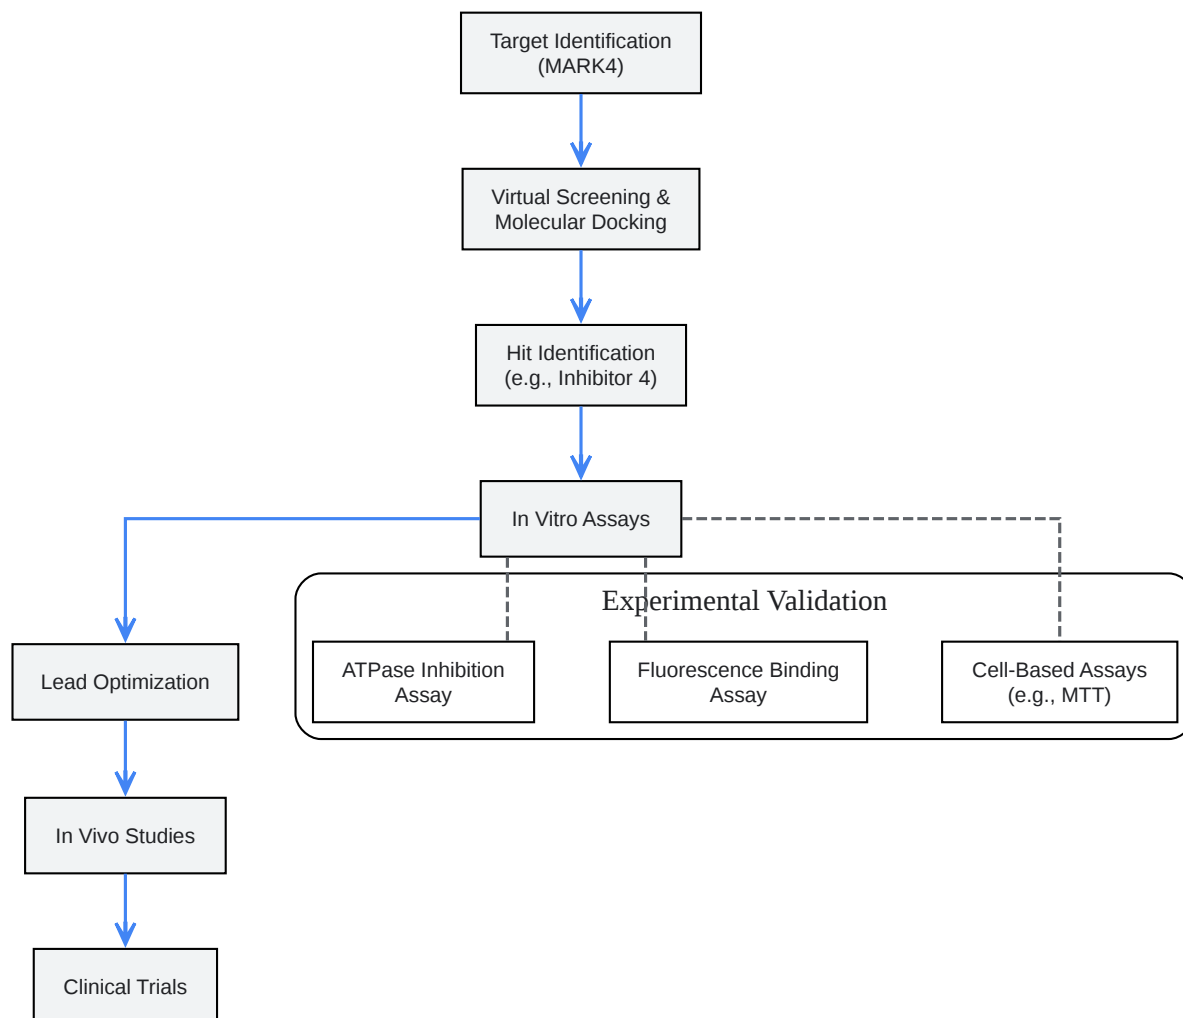 Target Identification
(MARK4)
Virtual Screening &
Molecular Docking
Hit Identification
(e.g., Inhibitor 4)
In Vitro Assays
Experimental Validation
ATPase Inhibition
Assay
Fluorescence Binding
Assay
Cell-Based Assays
(e.g., MTT)
Lead Optimization
In Vivo Studies
Clinical Trials